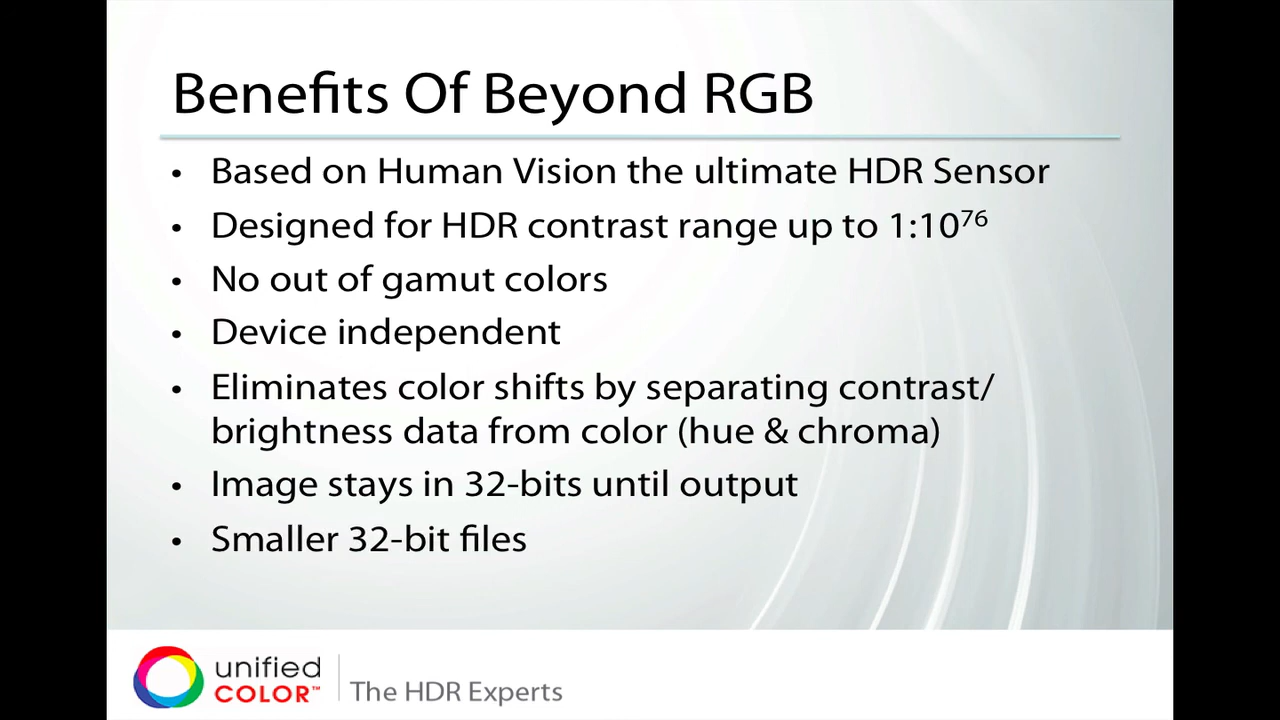 Benefits Of Beyond RGB
• Based on Human Vision the ultimate HDR Sensor
• Designed for HDR contrast range up to 1:10⁷⁶
• No out of gamut colors
• Device independent
• Eliminates color shifts by separating contrast/
brightness data from color (hue & chroma)
• Image stays in 32-bits until output
• Smaller 32-bit files
unified
COLOR™
The HDR Experts